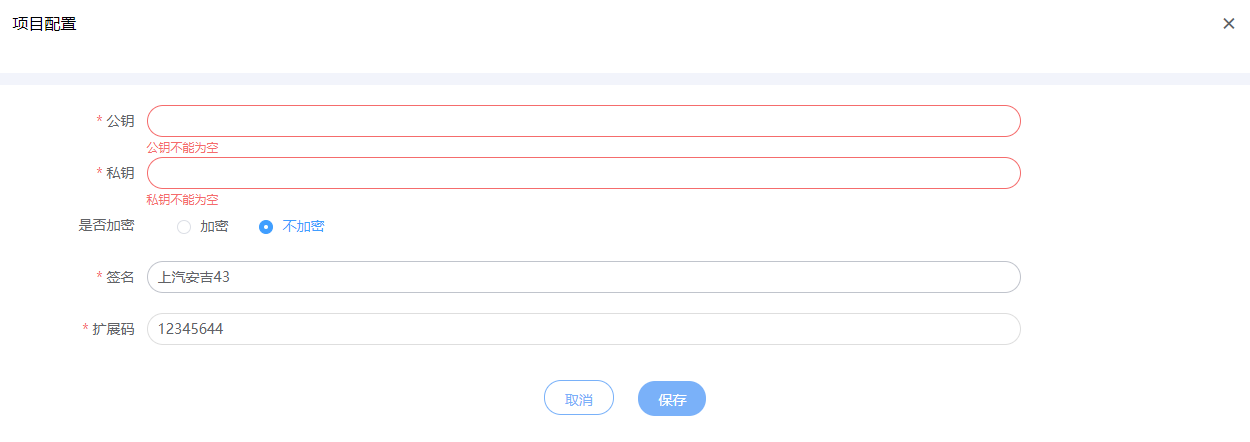 项目配置
* 公钥
公钥不能为空
* 私钥
私钥不能为空
是否加密 加密 不加密
* 签名 上汽安吉43
* 扩展码 12345644
取消 保存